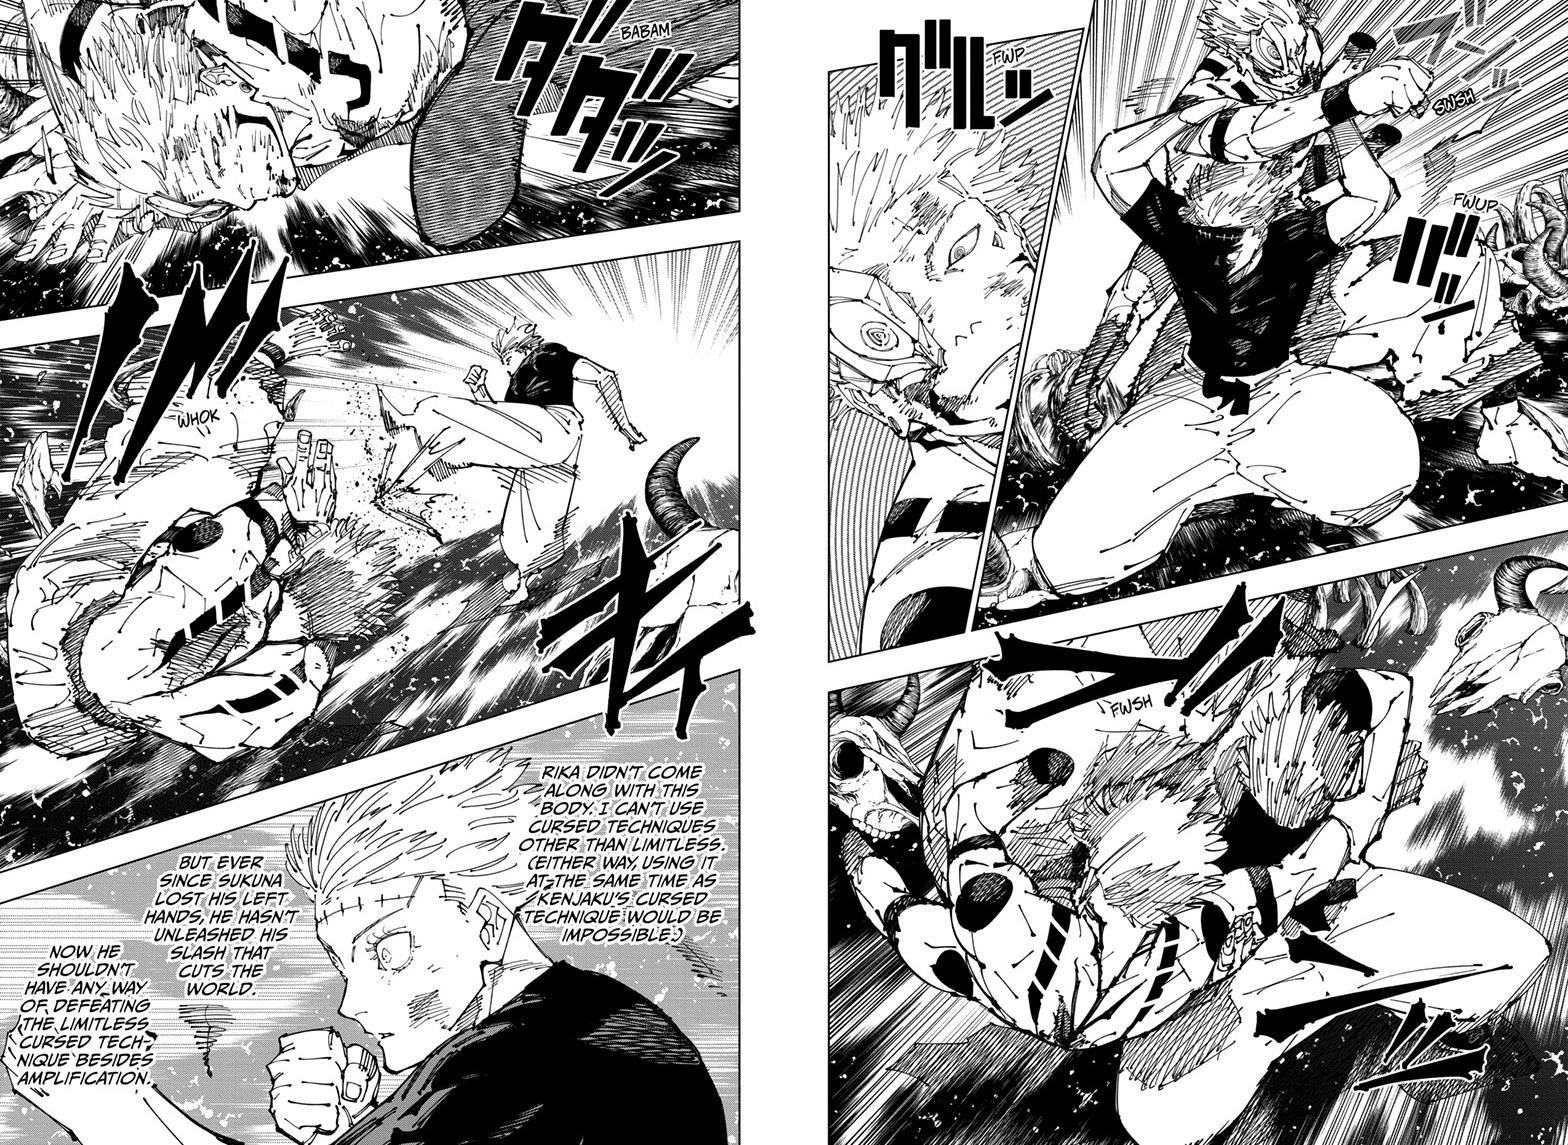 SWSH
FWUP
グルッ
FWP
FWSH
BABAM
ダダッ
WHOK
RIKA DIDN'T COME
ALONG WITH THIS
BODY. I CAN'T USE
CURSED TECHNIQUES
OTHER THAN LIMITLESS.
(EITHER WAY, USING IT
AT THE SAME TIME AS
KENJAKU'S CURSED
TECHNIQUE WOULD BE
IMPOSSIBLE.)
BUT EVER
SINCE SUKUNA
LOST HIS LEFT
HANDS, HE HASN'T
UNLEASHED HIS
SLASH THAT
CUTS THE
WORLD.
NOW HE
SHOULDN'T
HAVE ANY WAY
OF DEFEATING
THE LIMITLESS
CURSED TECH-
NIQUE BESIDES
AMPLIFICATION.